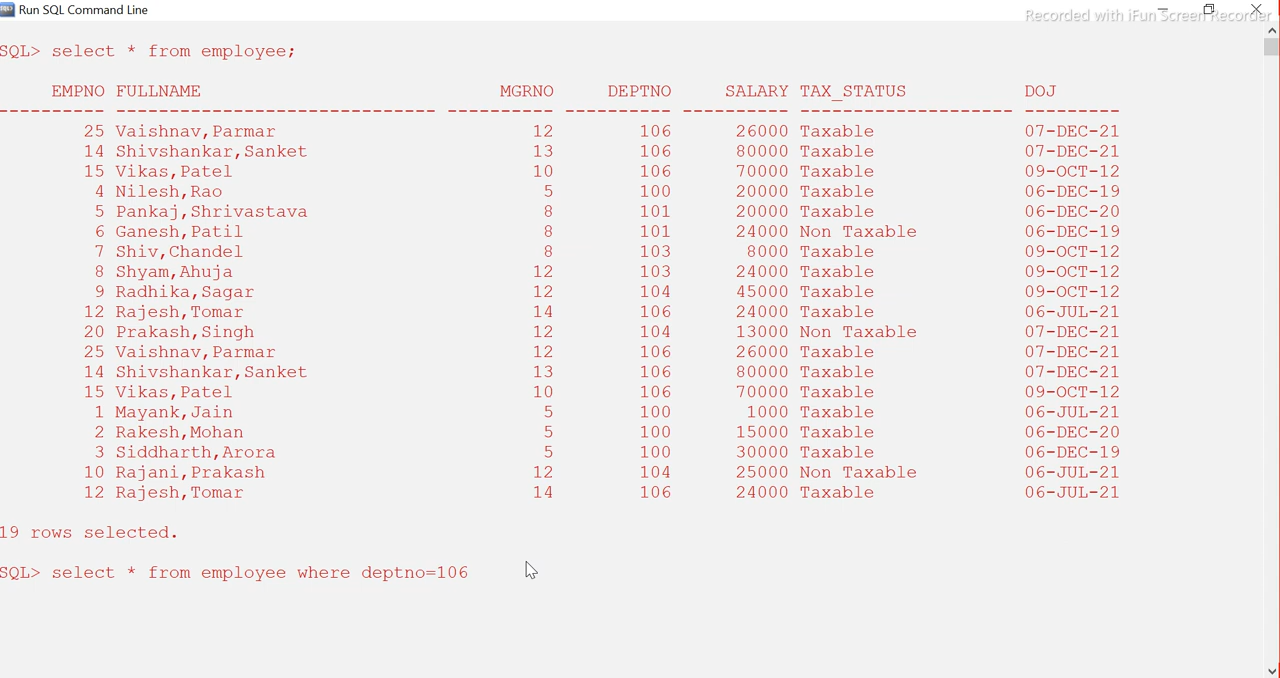 Run SQL Command Line
Recorded with iFun Screen Recorder
SQL> select * from employee;
EMPNO FULLNAME MGRNO DEPTNO SALARY TAX_STATUS DOJ
---------- ------------------------------ ---------- ---------- ---------- -------------------- ---------
25 Vaishnav,Parmar 12 106 26000 Taxable 07-DEC-21
14 Shivshankar,Sanket 13 106 80000 Taxable 07-DEC-21
15 Vikas,Patel 10 106 70000 Taxable 09-OCT-12
4 Nilesh,Rao 5 100 20000 Taxable 06-DEC-19
5 Pankaj,Shrivastava 8 101 20000 Taxable 06-DEC-20
6 Ganesh,Patil 8 101 24000 Non Taxable 06-DEC-19
7 Shiv,Chandel 8 103 8000 Taxable 09-OCT-12
8 Shyam,Ahuja 12 103 24000 Taxable 09-OCT-12
9 Radhika,Sagar 12 104 45000 Taxable 09-OCT-12
12 Rajesh,Tomar 14 106 24000 Taxable 06-JUL-21
20 Prakash,Singh 12 104 13000 Non Taxable 07-DEC-21
25 Vaishnav,Parmar 12 106 26000 Taxable 07-DEC-21
14 Shivshankar,Sanket 13 106 80000 Taxable 07-DEC-21
15 Vikas,Patel 10 106 70000 Taxable 09-OCT-12
1 Mayank,Jain 5 100 1000 Taxable 06-JUL-21
2 Rakesh,Mohan 5 100 15000 Taxable 06-DEC-20
3 Siddharth,Arora 5 100 30000 Taxable 06-DEC-19
10 Rajani,Prakash 12 104 25000 Non Taxable 06-JUL-21
12 Rajesh,Tomar 14 106 24000 Taxable 06-JUL-21
19 rows selected.
SQL> select * from employee where deptno=106